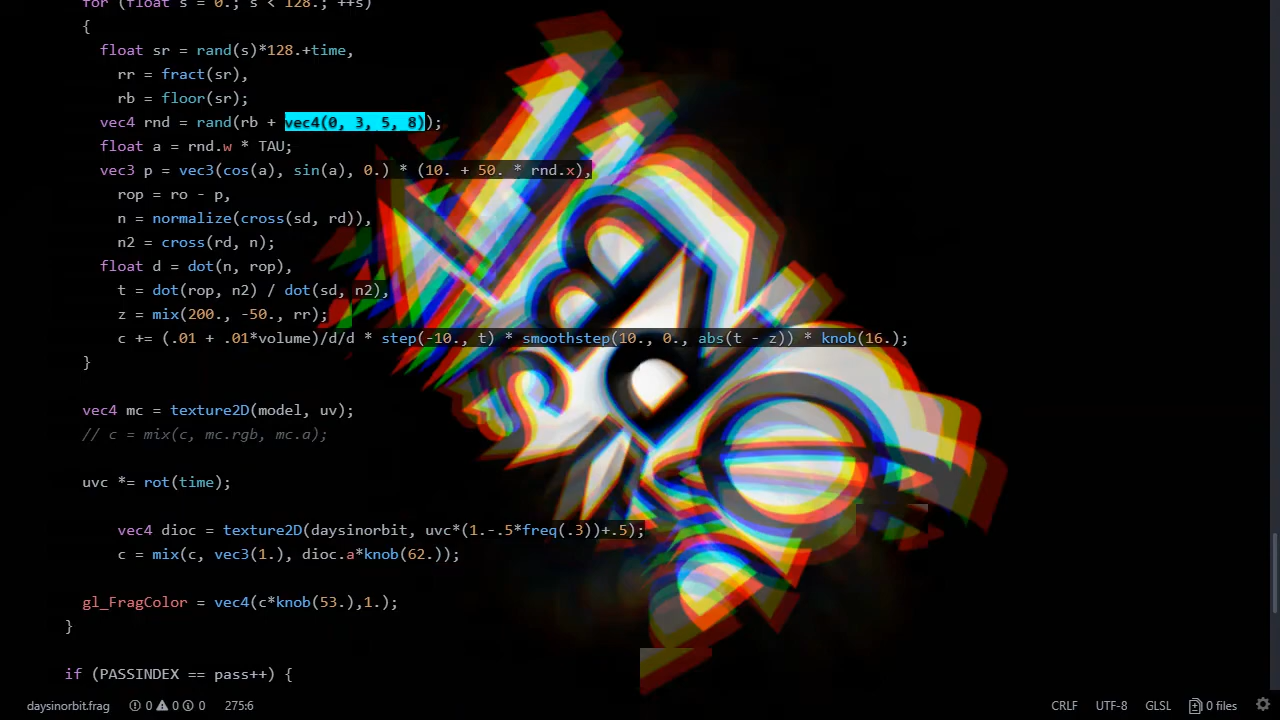 for (float s = 0.; s < 128.; ++s)
{
float sr = rand(s)*128.+time,
rr = fract(sr),
rb = floor(sr);
vec4 rnd = rand(rb + vec4(0, 3, 5, 8));
float a = rnd.w * TAU;
vec3 p = vec3(cos(a), sin(a), 0.) * (10. + 50. * rnd.x),
rop = ro - p,
n = normalize(cross(sd, rd)),
n2 = cross(rd, n);
float d = dot(n, rop),
t = dot(rop, n2) / dot(sd, n2),
z = mix(200., -50., rr);
c += (.01 + .01*volume)/d/d * step(-10., t) * smoothstep(10., 0., abs(t - z)) * knob(16.);
}
vec4 mc = texture2D(model, uv);
// c = mix(c, mc.rgb, mc.a);
uvc *= rot(time);
vec4 dioc = texture2D(daysinorbit, uvc*(1.-.5*freq(.3))+.5);
c = mix(c, vec3(1.), dioc.a*knob(62.));
gl_FragColor = vec4(c*knob(53.),1.);
}
if (PASSINDEX == pass++) {
daysinorbit.frag 0 0 0 275:6 CRLF UTF-8 GLSL 0 files